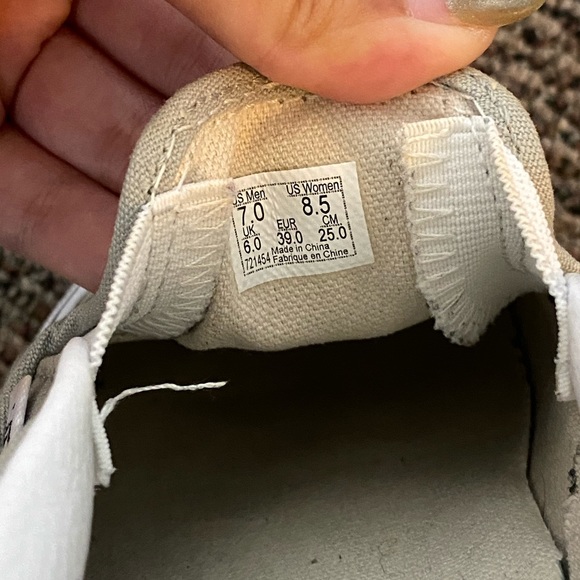 US Men US Women
7.0 8.5
UK EUR CM
6.0 39.0 25.0
721454 Made in China
Fabriqué en Chine